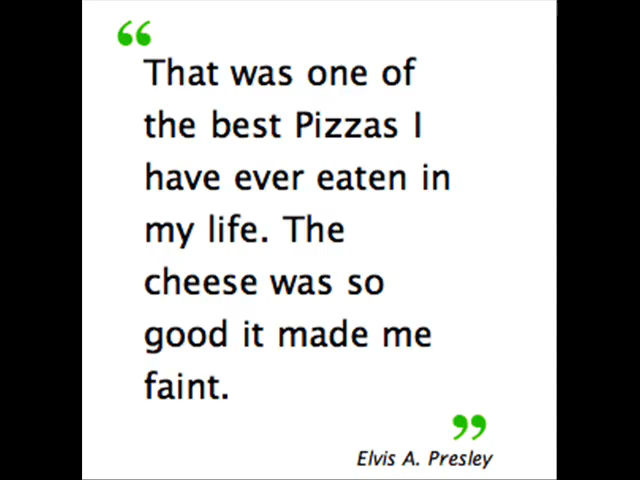 “
That was one of
the best Pizzas I
have ever eaten in
my life. The
cheese was so
good it made me
faint.
”
Elvis A. Presley